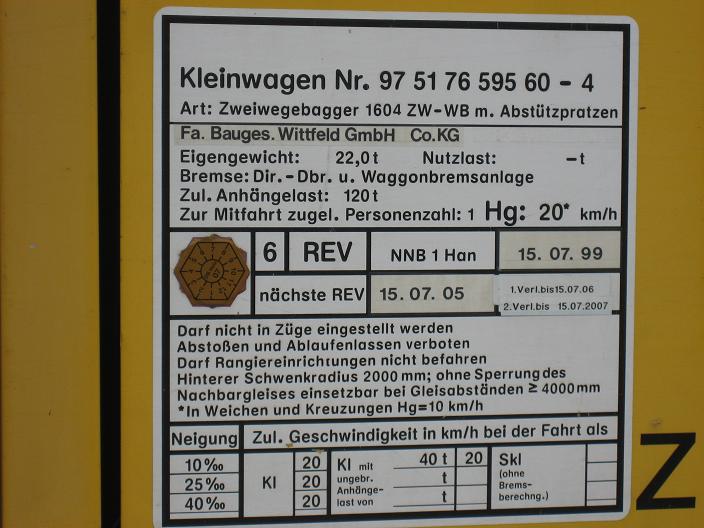 Kleinwagen Nr. 97 51 76 595 60 - 4
Art: Zweiwegebagger 1604 ZW-WB m. Abstützpratzen
Fa. Bauges. Wittfeld GmbH Co.KG
Eigengewicht: 22,0 t Nutzlast: - t
Bremse: Dir.-Dbr. u. Waggonbremsanlage
Zul. Anhängelast: 120 t
Zur Mitfahrt zugel. Personenzahl: 1 Hg: 20* km/h
6 REV NNB 1 Han 15. 07. 99
nächste REV 15. 07. 05 1.Verl.bis 15.07.06
2.Verl.bis 15.07.2007
Darf nicht in Züge eingestellt werden
Abstoßen und Ablaufenlassen verboten
Darf Rangiereinrichtungen nicht befahren
Hinterer Schwenkradius 2000 mm; ohne Sperrung des
Nachbargleises einsetzbar bei Gleisabständen ≥ 4000 mm
*In Weichen und Kreuzungen Hg=10 km/h
Neigung Zul. Geschwindigkeit in km/h bei der Fahrt als
10‰ Kl 20 Kl mit 40 t 20 Skl
25‰ 20 ungebr. t (ohne
40‰ 20 Anhänge- t Brems-
last von berechng.)
Z